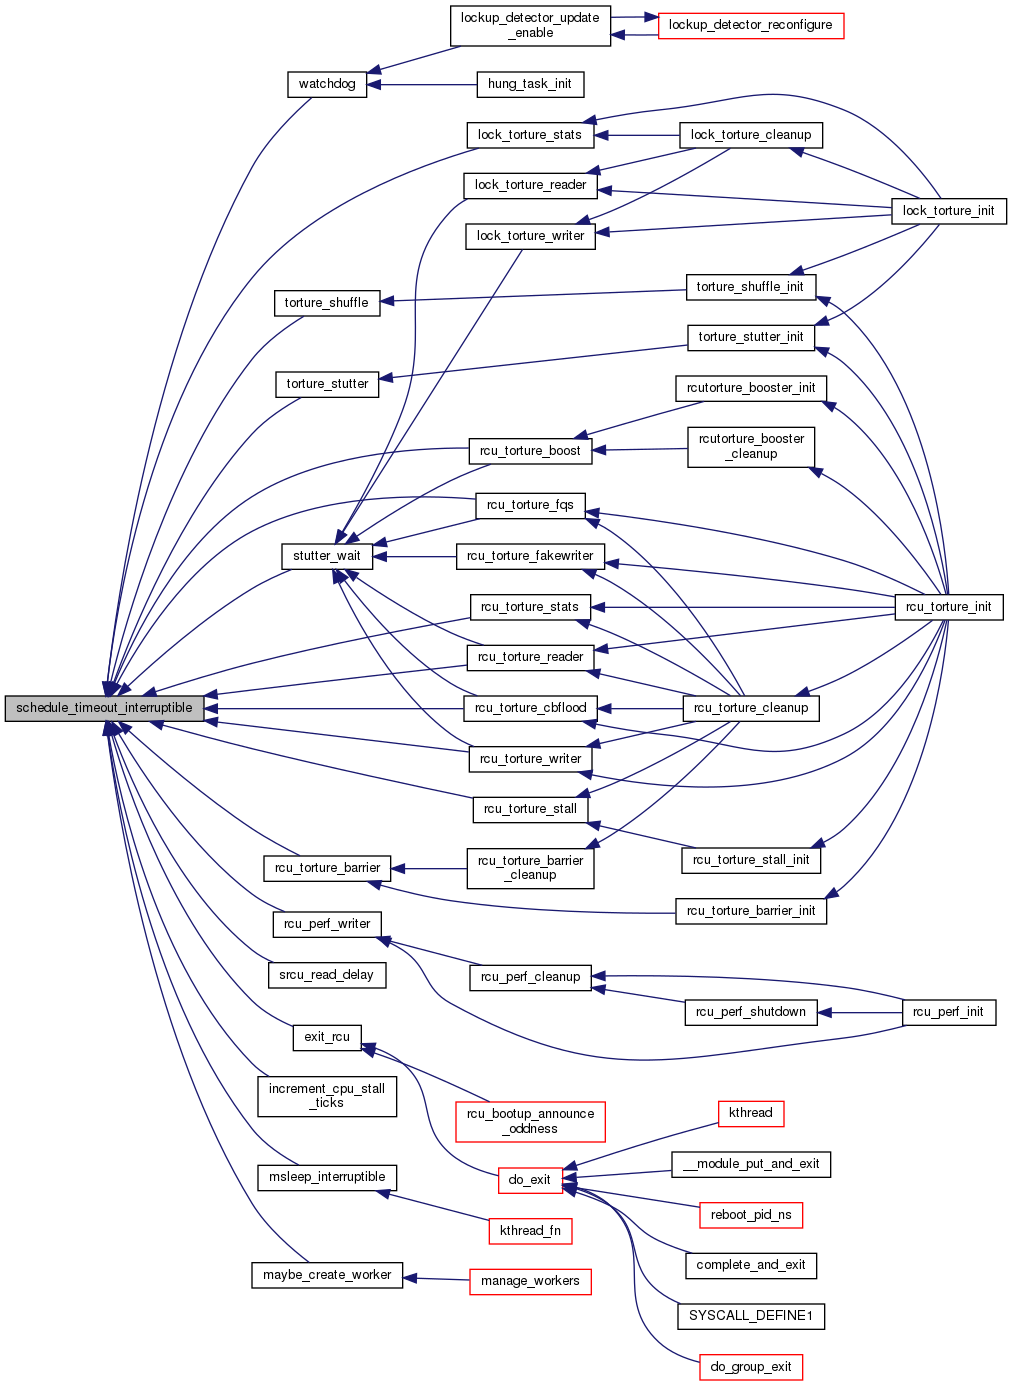 lockup_detector_update
_enable
lockup_detector_reconfigure
watchdog
hung_task_init
lock_torture_stats
lock_torture_cleanup
lock_torture_reader
lock_torture_init
lock_torture_writer
torture_shuffle
torture_shuffle_init
torture_stutter_init
torture_stutter
rcutorture_booster_init
rcu_torture_boost
rcutorture_booster
_cleanup
rcu_torture_fqs
stutter_wait
rcu_torture_fakewriter
rcu_torture_stats
rcu_torture_init
rcu_torture_reader
schedule_timeout_interruptible
rcu_torture_cbflood
rcu_torture_cleanup
rcu_torture_writer
rcu_torture_stall
rcu_torture_barrier
rcu_torture_barrier
_cleanup
rcu_torture_stall_init
rcu_torture_barrier_init
rcu_perf_writer
srcu_read_delay
rcu_perf_cleanup
rcu_perf_shutdown
rcu_perf_init
exit_rcu
increment_cpu_stall
_ticks
rcu_bootup_announce
_oddness
kthread
__module_put_and_exit
msleep_interruptible
do_exit
reboot_pid_ns
kthread_fn
complete_and_exit
maybe_create_worker
manage_workers
SYSCALL_DEFINE1
do_group_exit